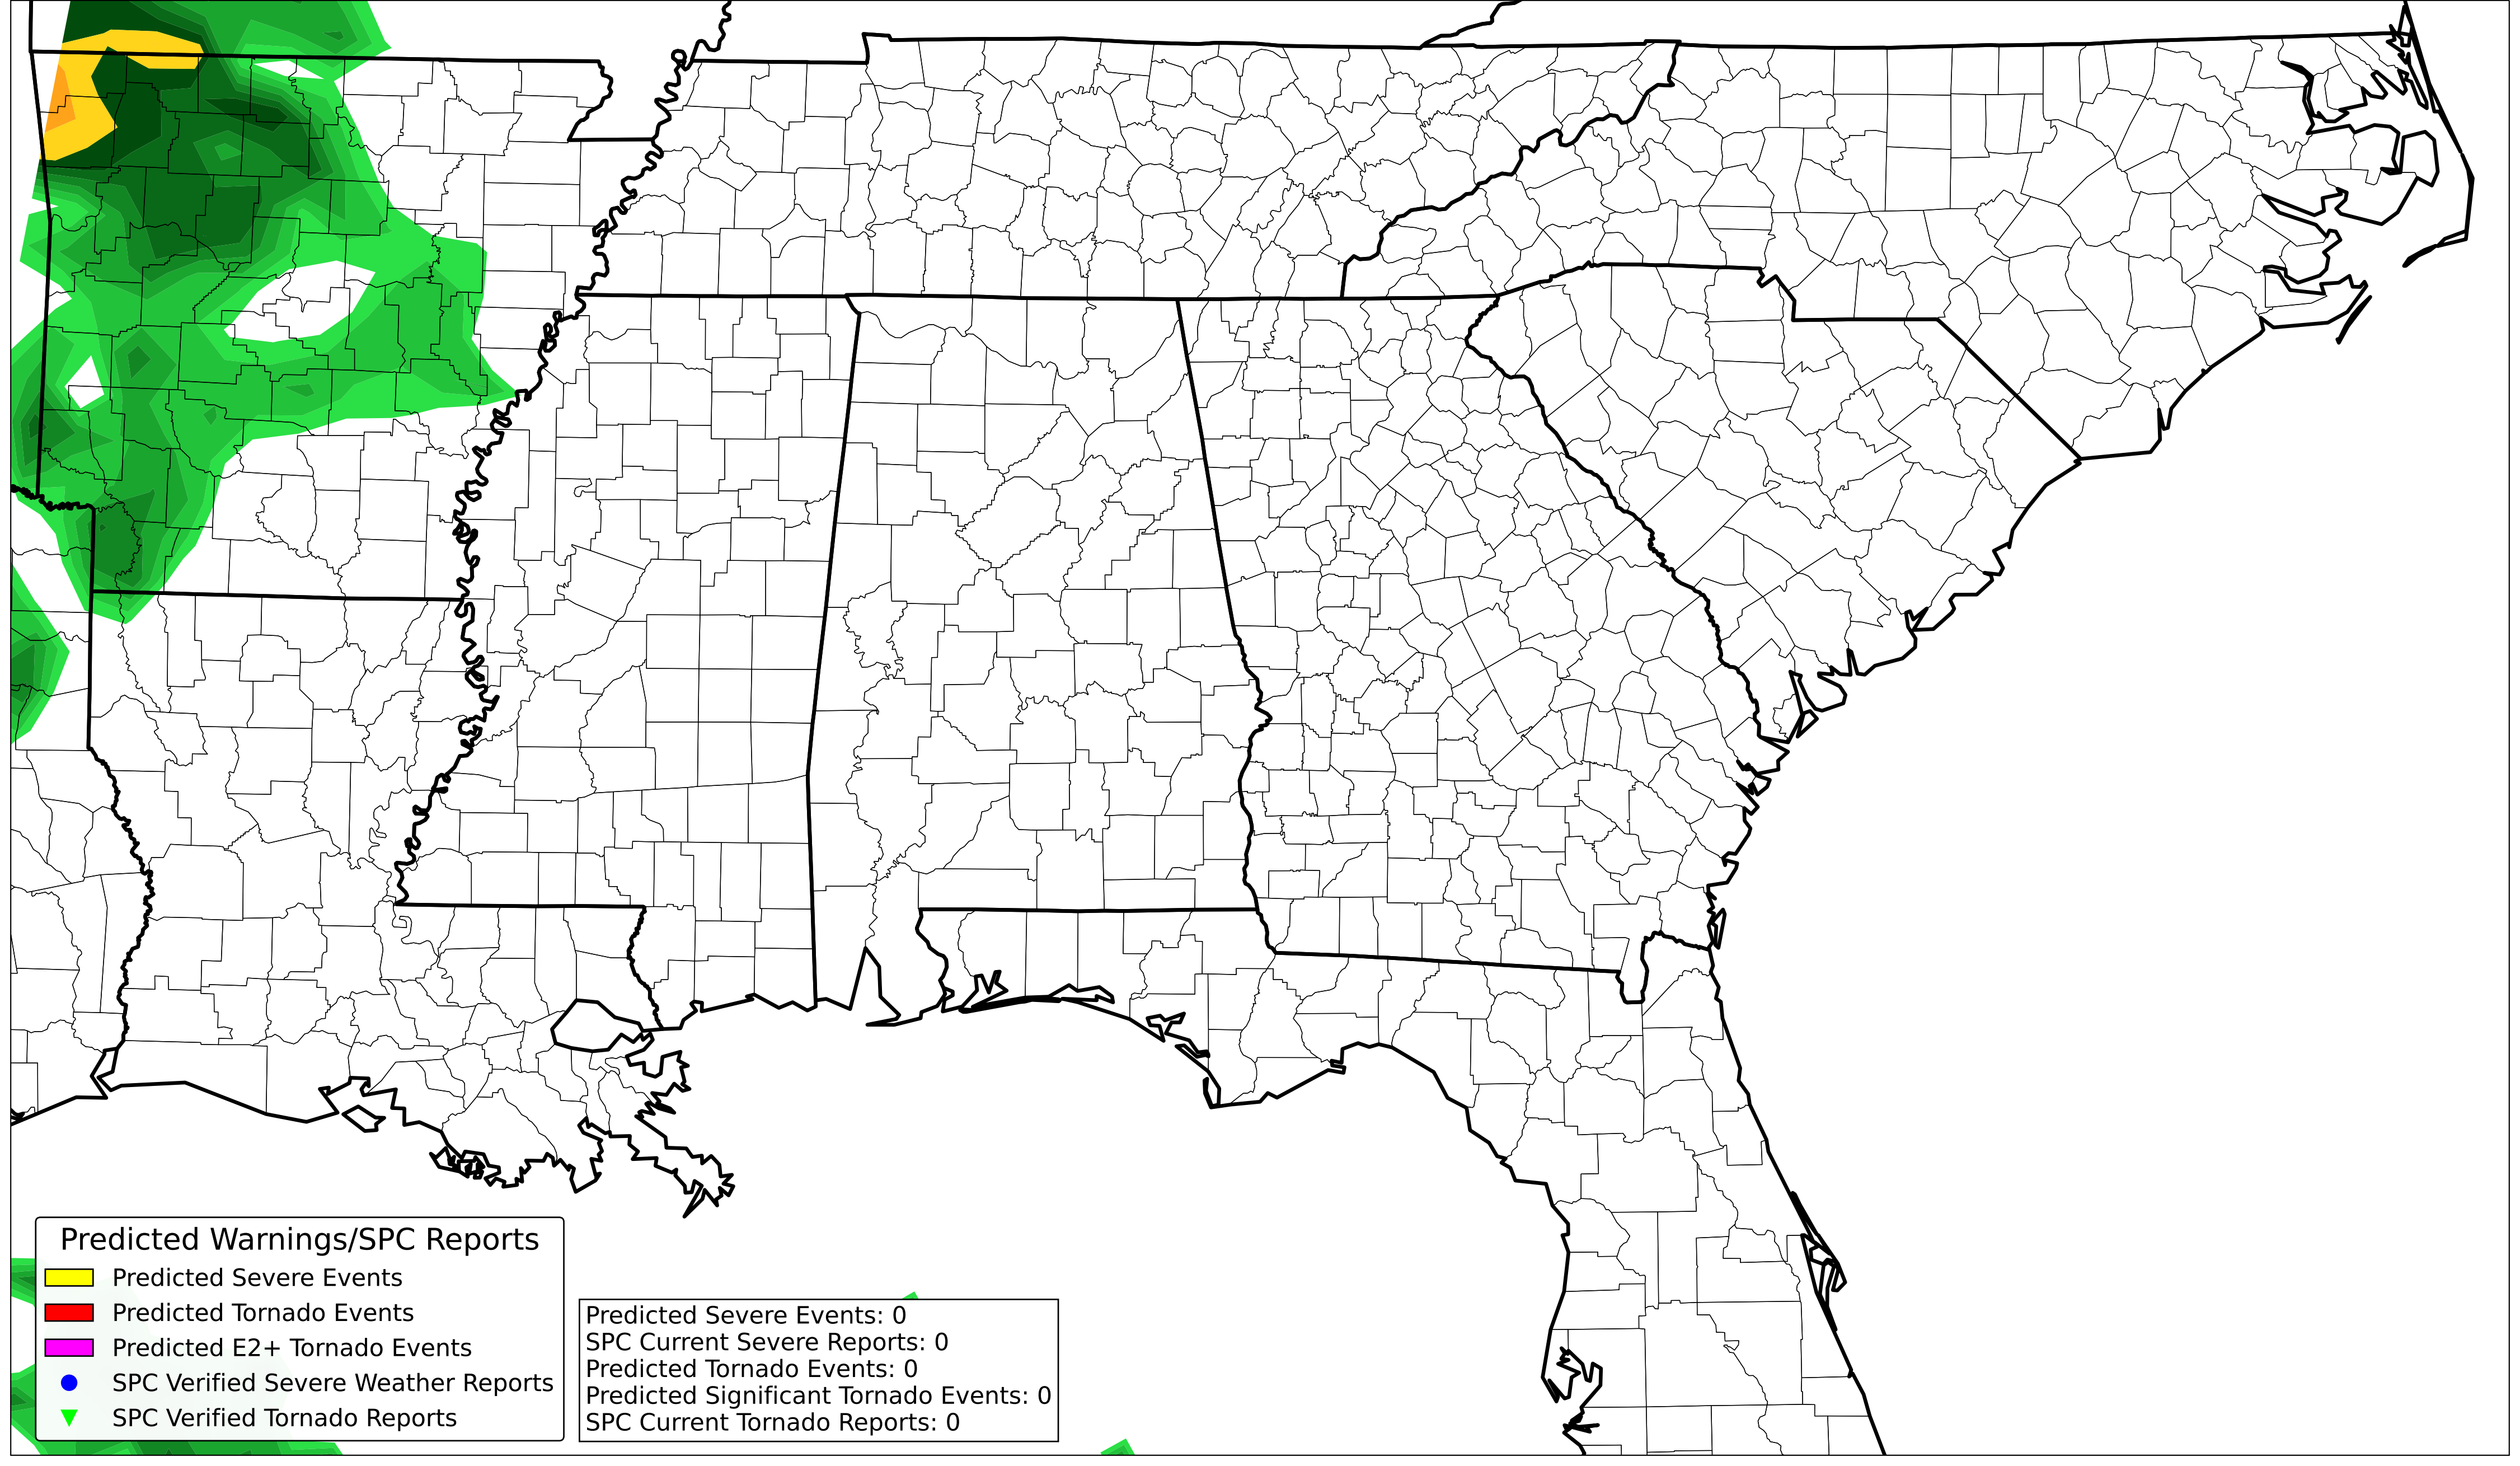 Predicted Warnings/SPC Reports
Predicted Severe Events
Predicted Tornado Events
Predicted E2+ Tornado Events
SPC Verified Severe Weather Reports
SPC Verified Tornado Reports
Predicted Severe Events: 0
SPC Current Severe Reports: 0
Predicted Tornado Events: 0
Predicted Significant Tornado Events: 0
SPC Current Tornado Reports: 0